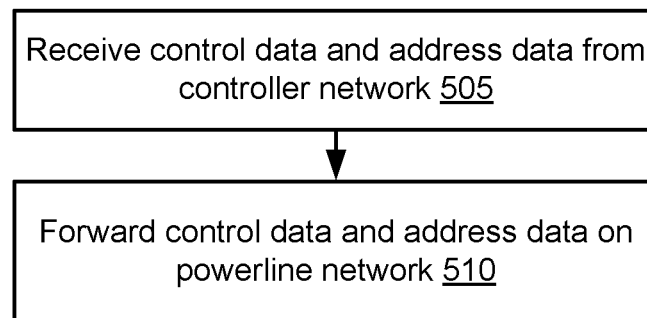 Receive control data and address data from
controller network 505
Forward control data and address data on
powerline network 510